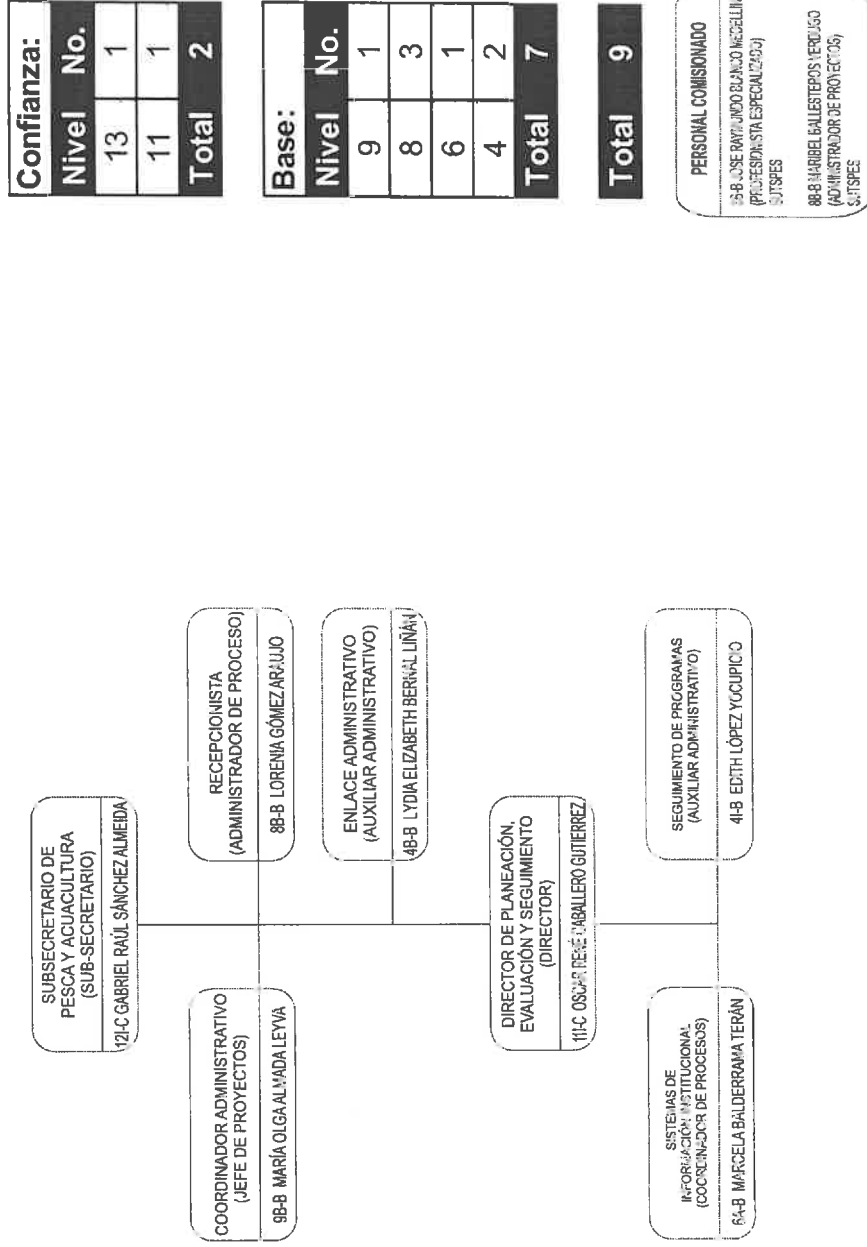 SUBSECRETARIO DE
PESCA Y ACUACULTURA
(SUB-SECRETARIO)
12I-C GABRIEL RAÚL SÁNCHEZ ALMEIDA
COORDINADOR ADMINISTRATIVO
(JEFE DE PROYECTOS)
9B-B MARÍA OLGA ALMADA LEYVA
RECEPCIONISTA
(ADMINISTRADOR DE PROCESO)
8B-B LORENIA GÓMEZ ARAUJO
ENLACE ADMINISTRATIVO
(AUXILIAR ADMINISTRATIVO)
4B-B LYDIA ELIZABETH BERNAL LIÑÁN
DIRECTOR DE PLANEACIÓN,
EVALUACIÓN Y SEGUIMIENTO
(DIRECTOR)
11I-C OSCAR RENÉ CABALLERO GUTIERREZ
SISTEMAS DE
INFORMACIÓN INSTITUCIONAL
(COORDINADOR DE PROCESOS)
6A-B MARCELA BALDERRAMA TERÁN
SEGUIMIENTO DE PROGRAMAS
(AUXILIAR ADMINISTRATIVO)
4I-B EDITH LÓPEZ YOCUPICIO
Confianza:
Nivel No.
13 1
11 1
Total 2
Base:
Nivel No.
9 1
8 3
6 1
4 2
Total 7
Total 9
PERSONAL COMISIONADO
JOSE RAYMUNDO BLANCO MEDELLIN
(PROFESIONISTA ESPECIALIZADO)
SUTSPES
8B-B MARIBEL BALLESTEROS VERDUGO
(ADMINISTRADOR DE PROYECTOS)
SUTSPES